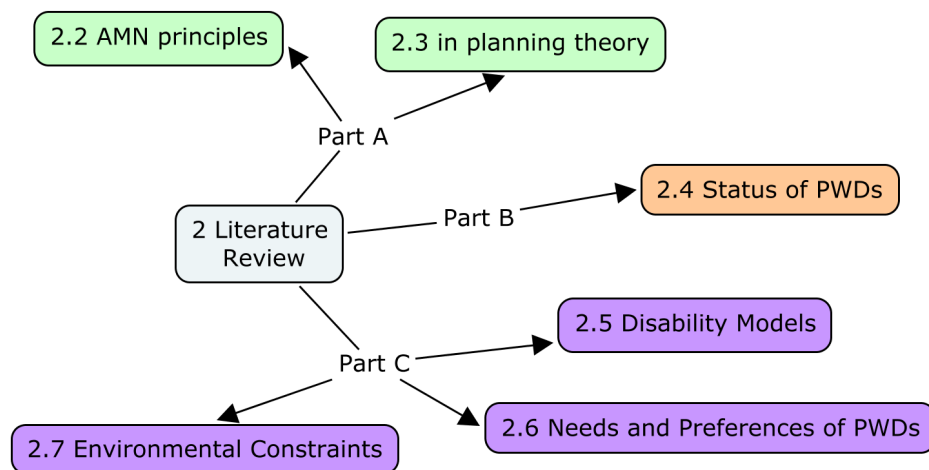 2.2 AMN principles
2.3 in planning theory
Part A
2.4 Status of PWDs
Part B
2 Literature
Review
2.5 Disability Models
Part C
2.6 Needs and Preferences of PWDs
2.7 Environmental Constraints